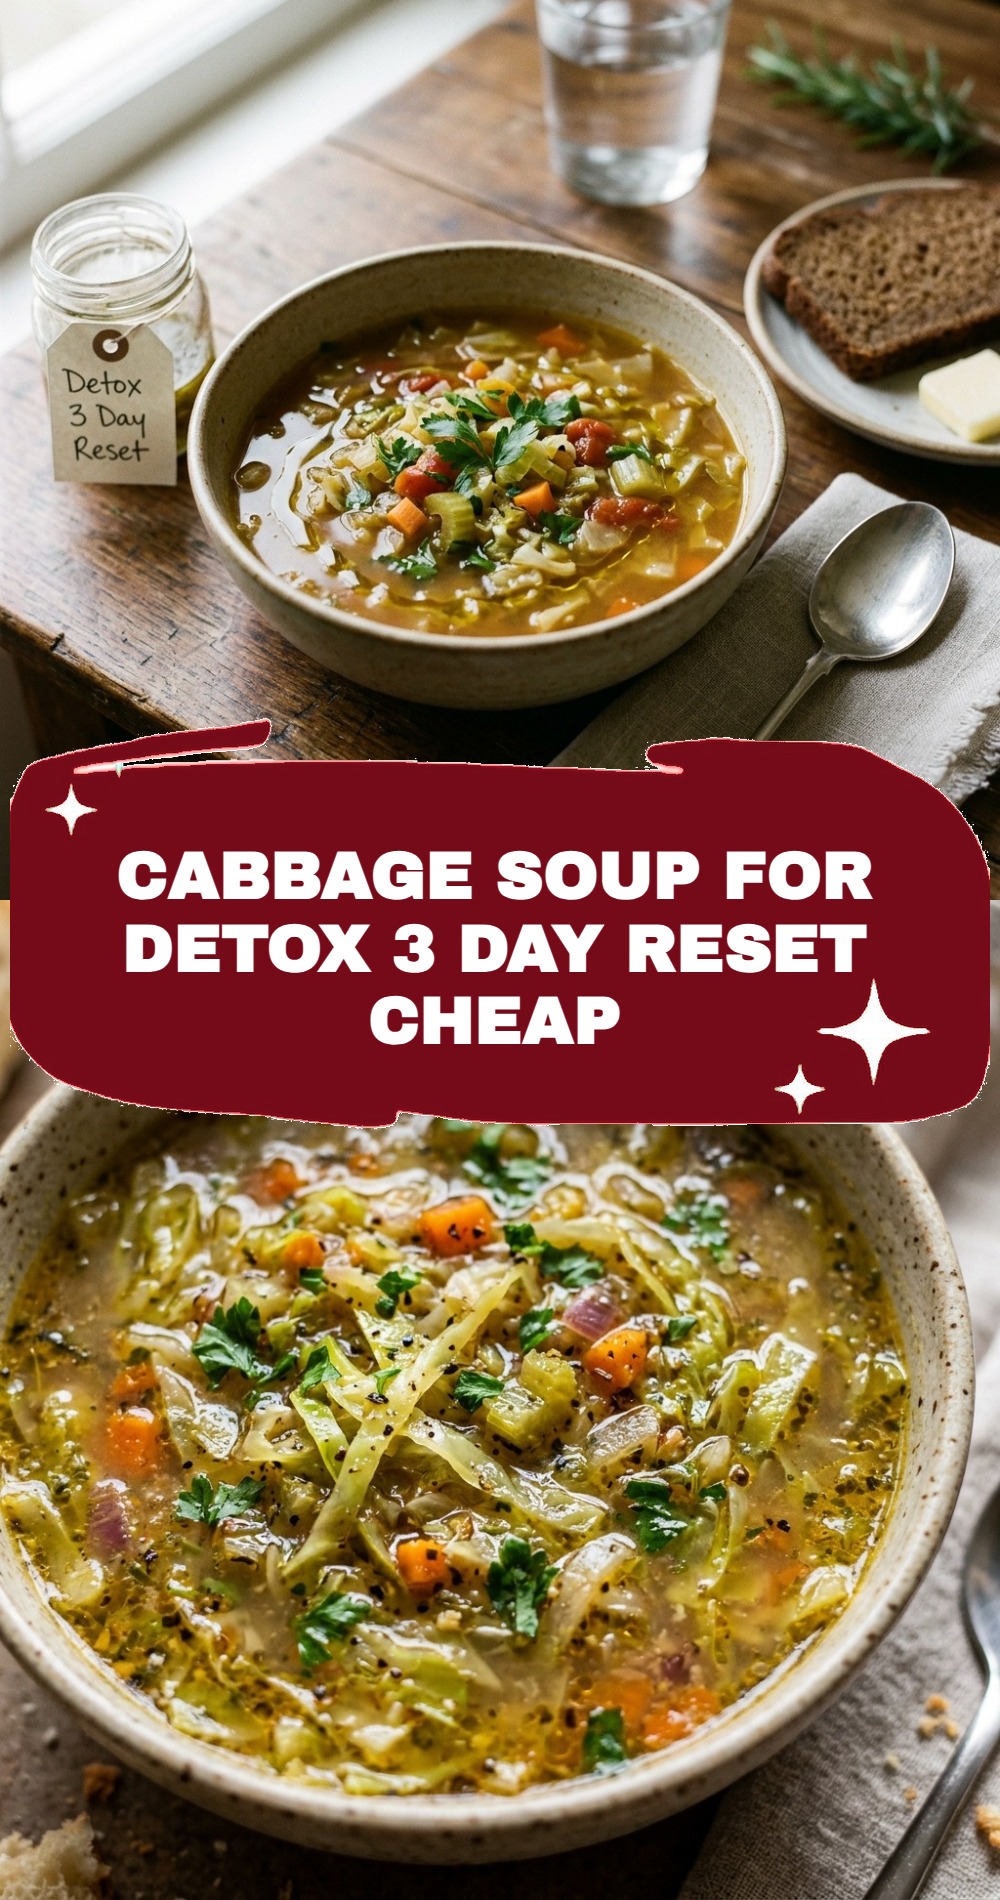 Detox
3 Day
Reset
CABBAGE SOUP FOR
DETOX 3 DAY RESET
CHEAP